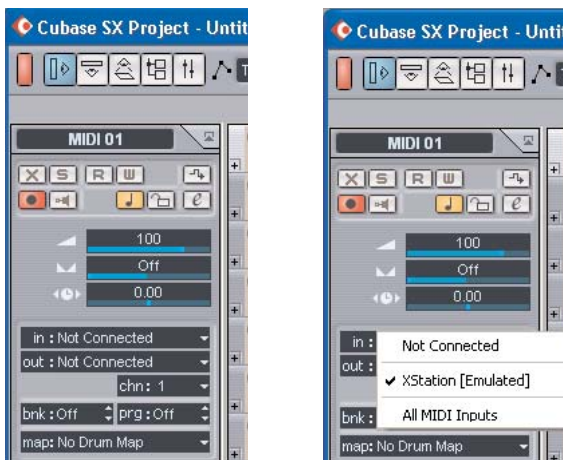 Cubase SX Project - Unti
MIDI 01
X S R W
e
100
Off
0.00
in : Not Connected
out : Not Connected
chn : 1
bnk : Off prg : Off
map: No Drum Map
Cubase SX Project - Unti
MIDI 01
X S R W
e
100
Off
0.00
in :
Not Connected
out :
XStation [Emulated]
bnk :
All MIDI Inputs
map: No Drum Map